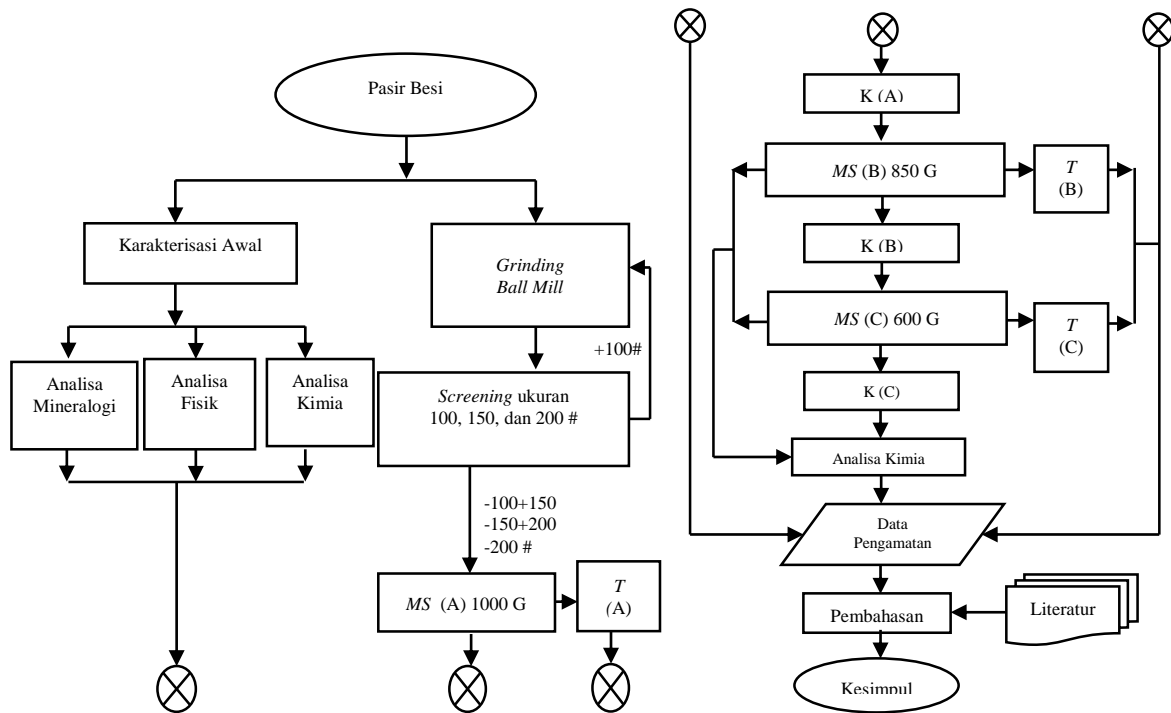 Pasir Besi
Karakterisasi Awal
Grinding
Ball Mill
+100#
Analisa
Mineralogi
Analisa
Fisik
Analisa
Kimia
Screening ukuran
100, 150, dan 200 #
-100+150
-150+200
-200 #
MS (A) 1000 G
T
(A)
K (A)
MS (B) 850 G
T
(B)
K (B)
MS (C) 600 G
T
(C)
K (C)
Analisa Kimia
Data
Pengamatan
Pembahasan
Literatur
Kesimpul